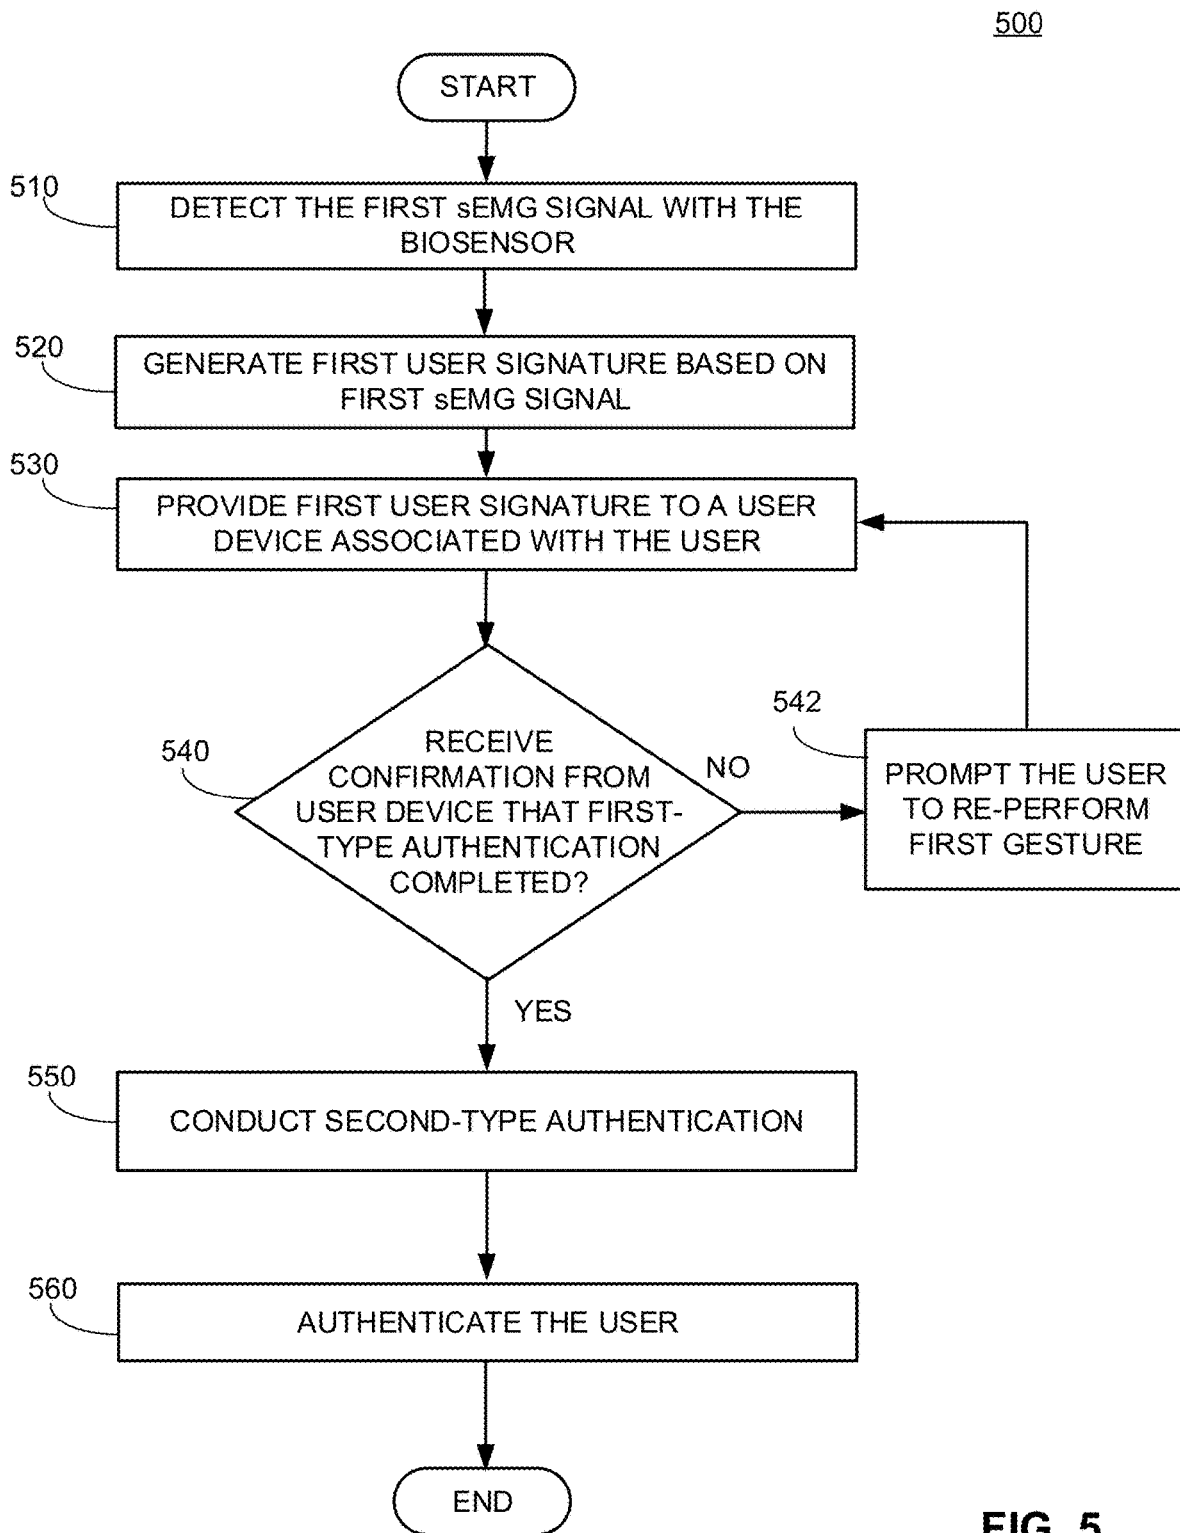 500
START
510
DETECT THE FIRST sEMG SIGNAL WITH THE
BIOSENSOR
520
GENERATE FIRST USER SIGNATURE BASED ON
FIRST sEMG SIGNAL
530
PROVIDE FIRST USER SIGNATURE TO A USER
DEVICE ASSOCIATED WITH THE USER
540
RECEIVE
CONFIRMATION FROM
USER DEVICE THAT FIRST-
TYPE AUTHENTICATION
COMPLETED?
NO
542
PROMPT THE USER
TO RE-PERFORM
FIRST GESTURE
YES
550
CONDUCT SECOND-TYPE AUTHENTICATION
560
AUTHENTICATE THE USER
END
FIG. 5